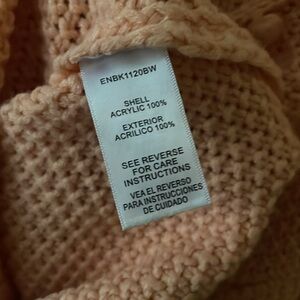 ENBK1120BW
SHELL
ACRYLIC 100%
EXTERIOR
ACRILICO 100%
SEE REVERSE
FOR CARE
INSTRUCTIONS
VEA EL REVERSO
PARA INSTRUCCIONES
DE CUIDADO